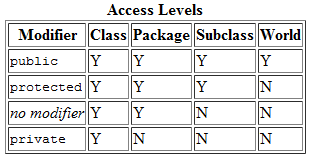 Access Levels
Modifier Class Package Subclass World
public Y Y Y Y
protected Y Y Y N
no modifier Y Y N N
private Y N N N